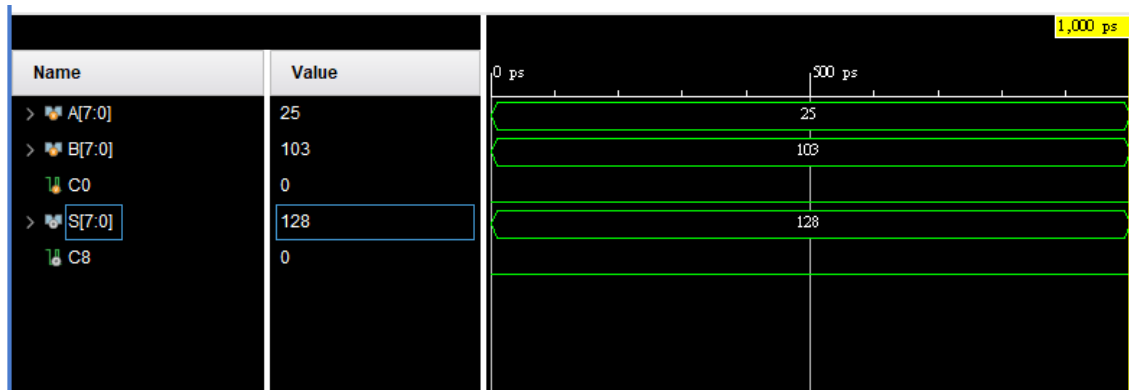 1,000 ps
Name Value 0 ps 500 ps
A[7:0] 25 25
B[7:0] 103 103
C0 0
S[7:0] 128 128
C8 0